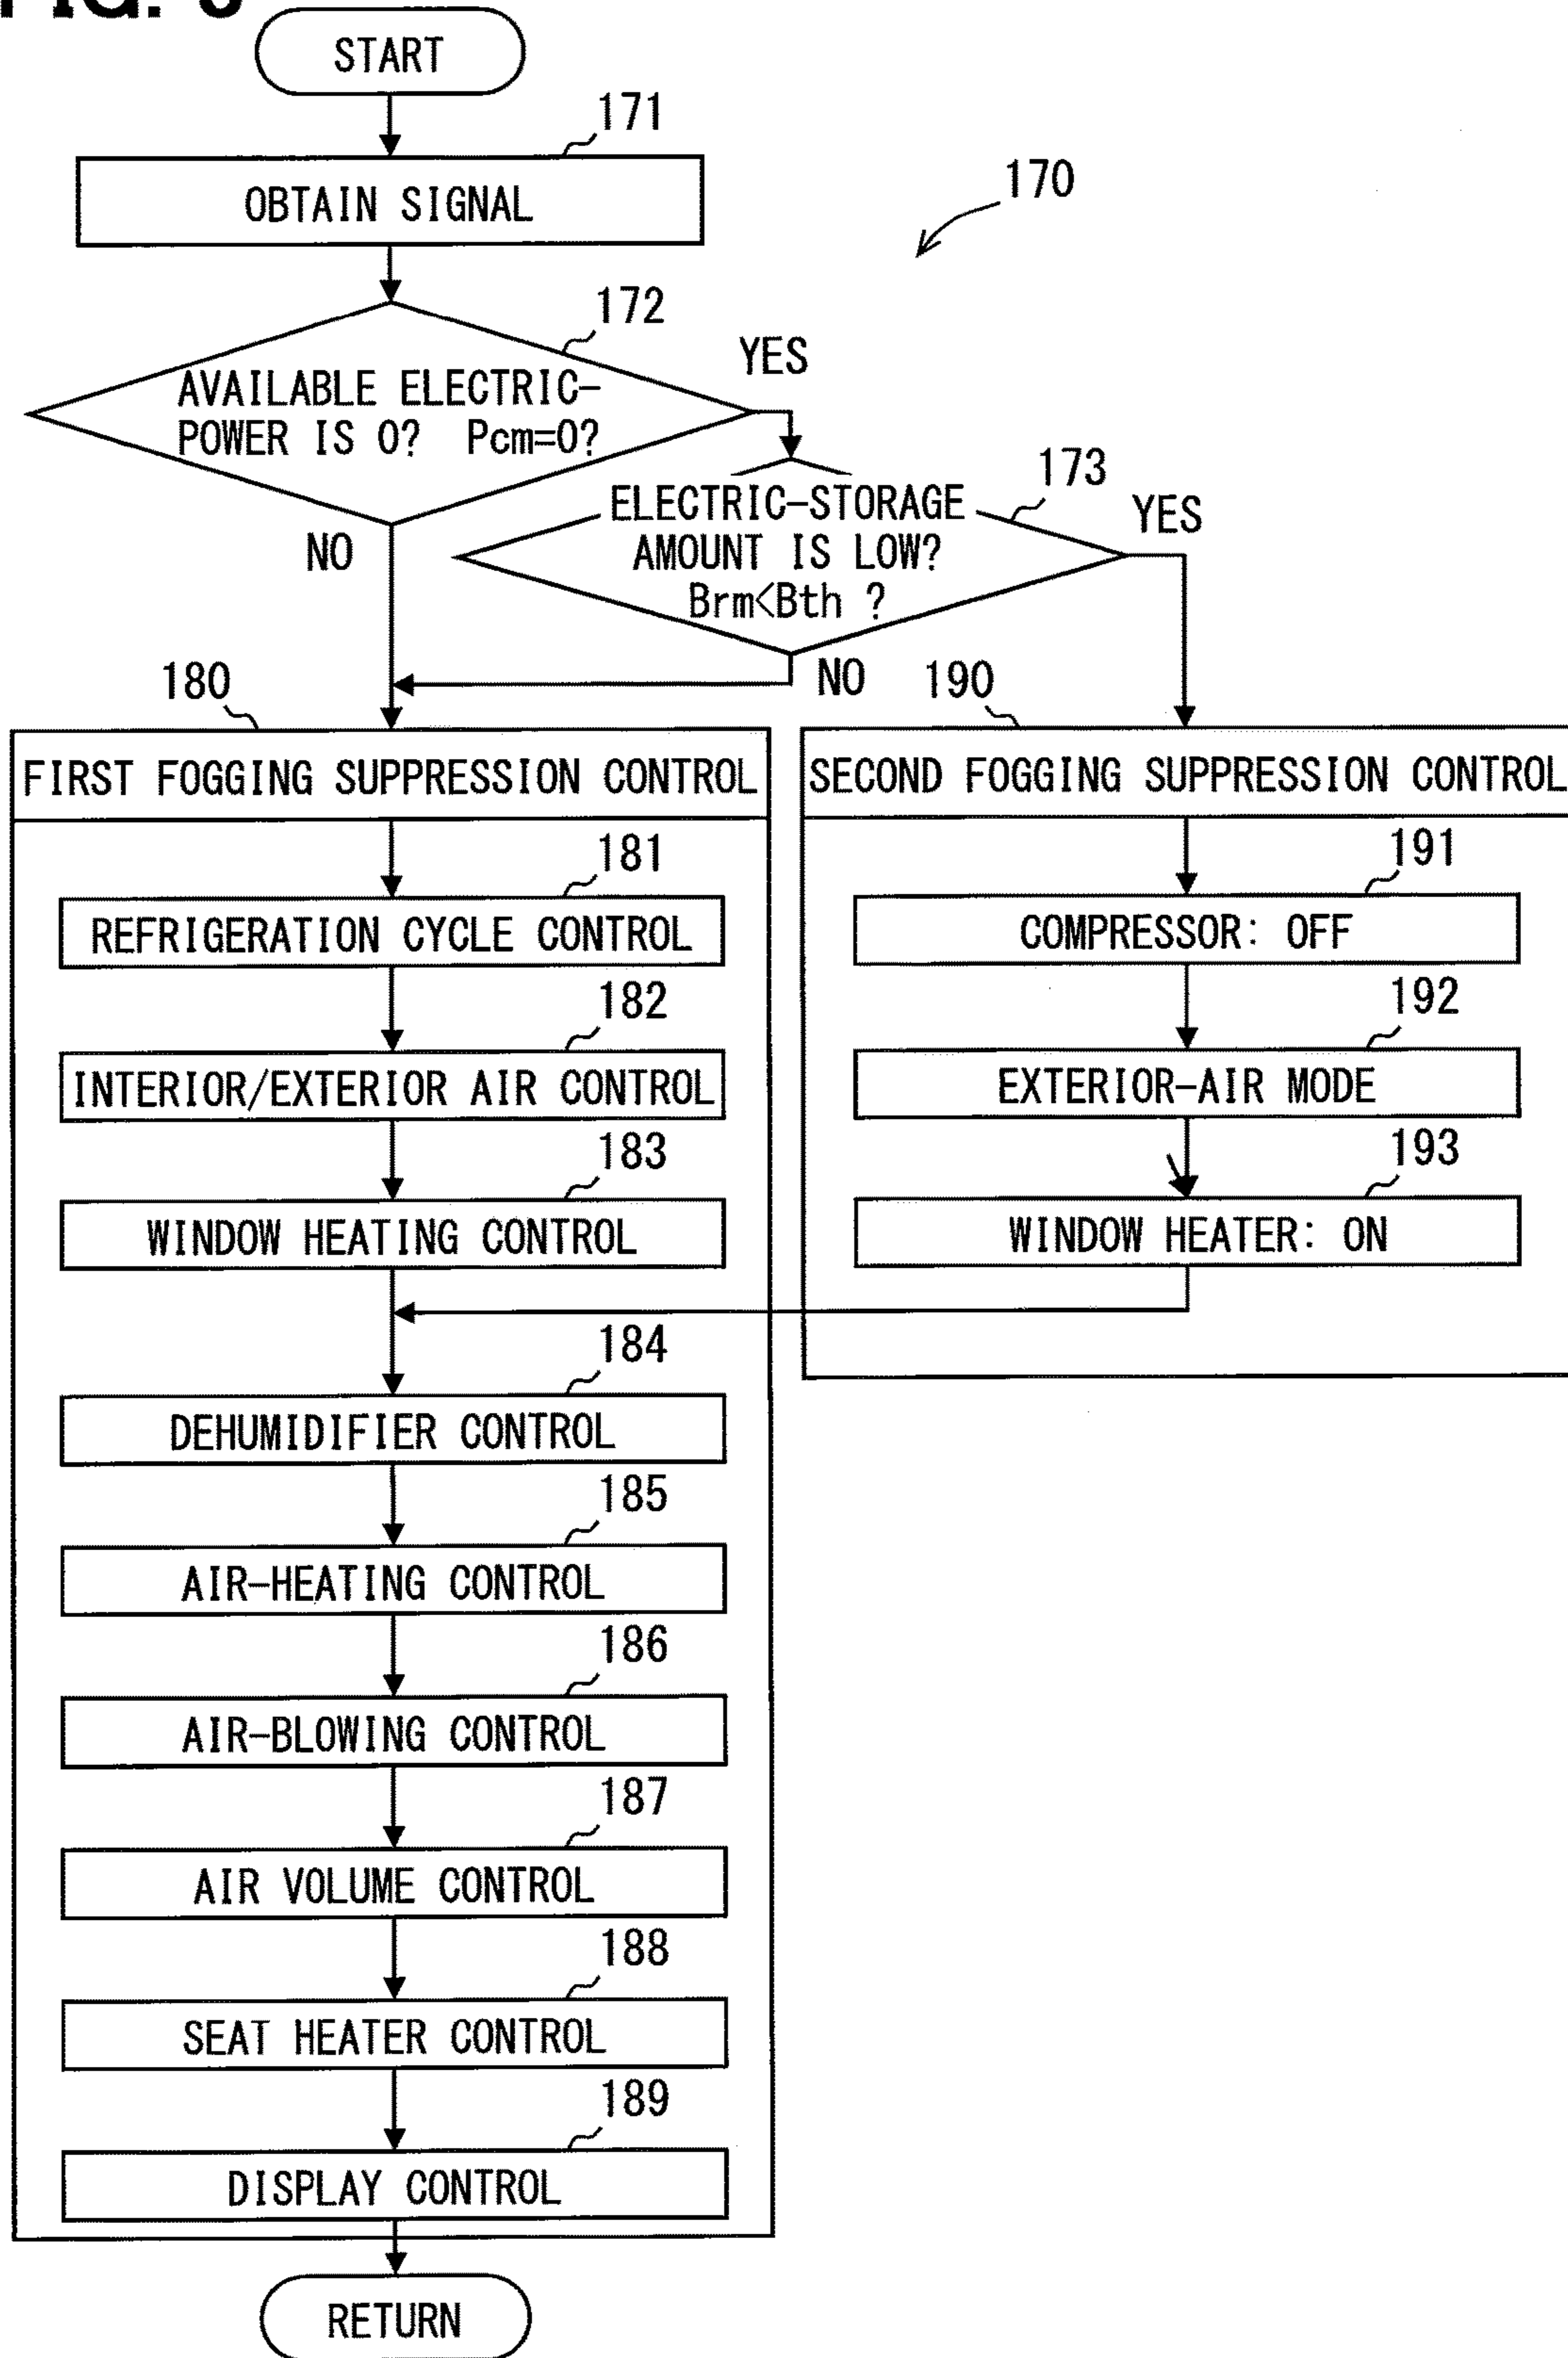 START
171
OBTAIN SIGNAL
170
172
YES
AVAILABLE ELECTRIC-
POWER IS 0? Pcm=0?
NO
173
YES
ELECTRIC-STORAGE
AMOUNT IS LOW?
Brm<Bth ?
NO
180
FIRST FOGGING SUPPRESSION CONTROL
190
SECOND FOGGING SUPPRESSION CONTROL
181
REFRIGERATION CYCLE CONTROL
191
COMPRESSOR: OFF
182
INTERIOR/EXTERIOR AIR CONTROL
192
EXTERIOR-AIR MODE
183
WINDOW HEATING CONTROL
193
WINDOW HEATER: ON
184
DEHUMIDIFIER CONTROL
185
AIR-HEATING CONTROL
186
AIR-BLOWING CONTROL
187
AIR VOLUME CONTROL
188
SEAT HEATER CONTROL
189
DISPLAY CONTROL
RETURN